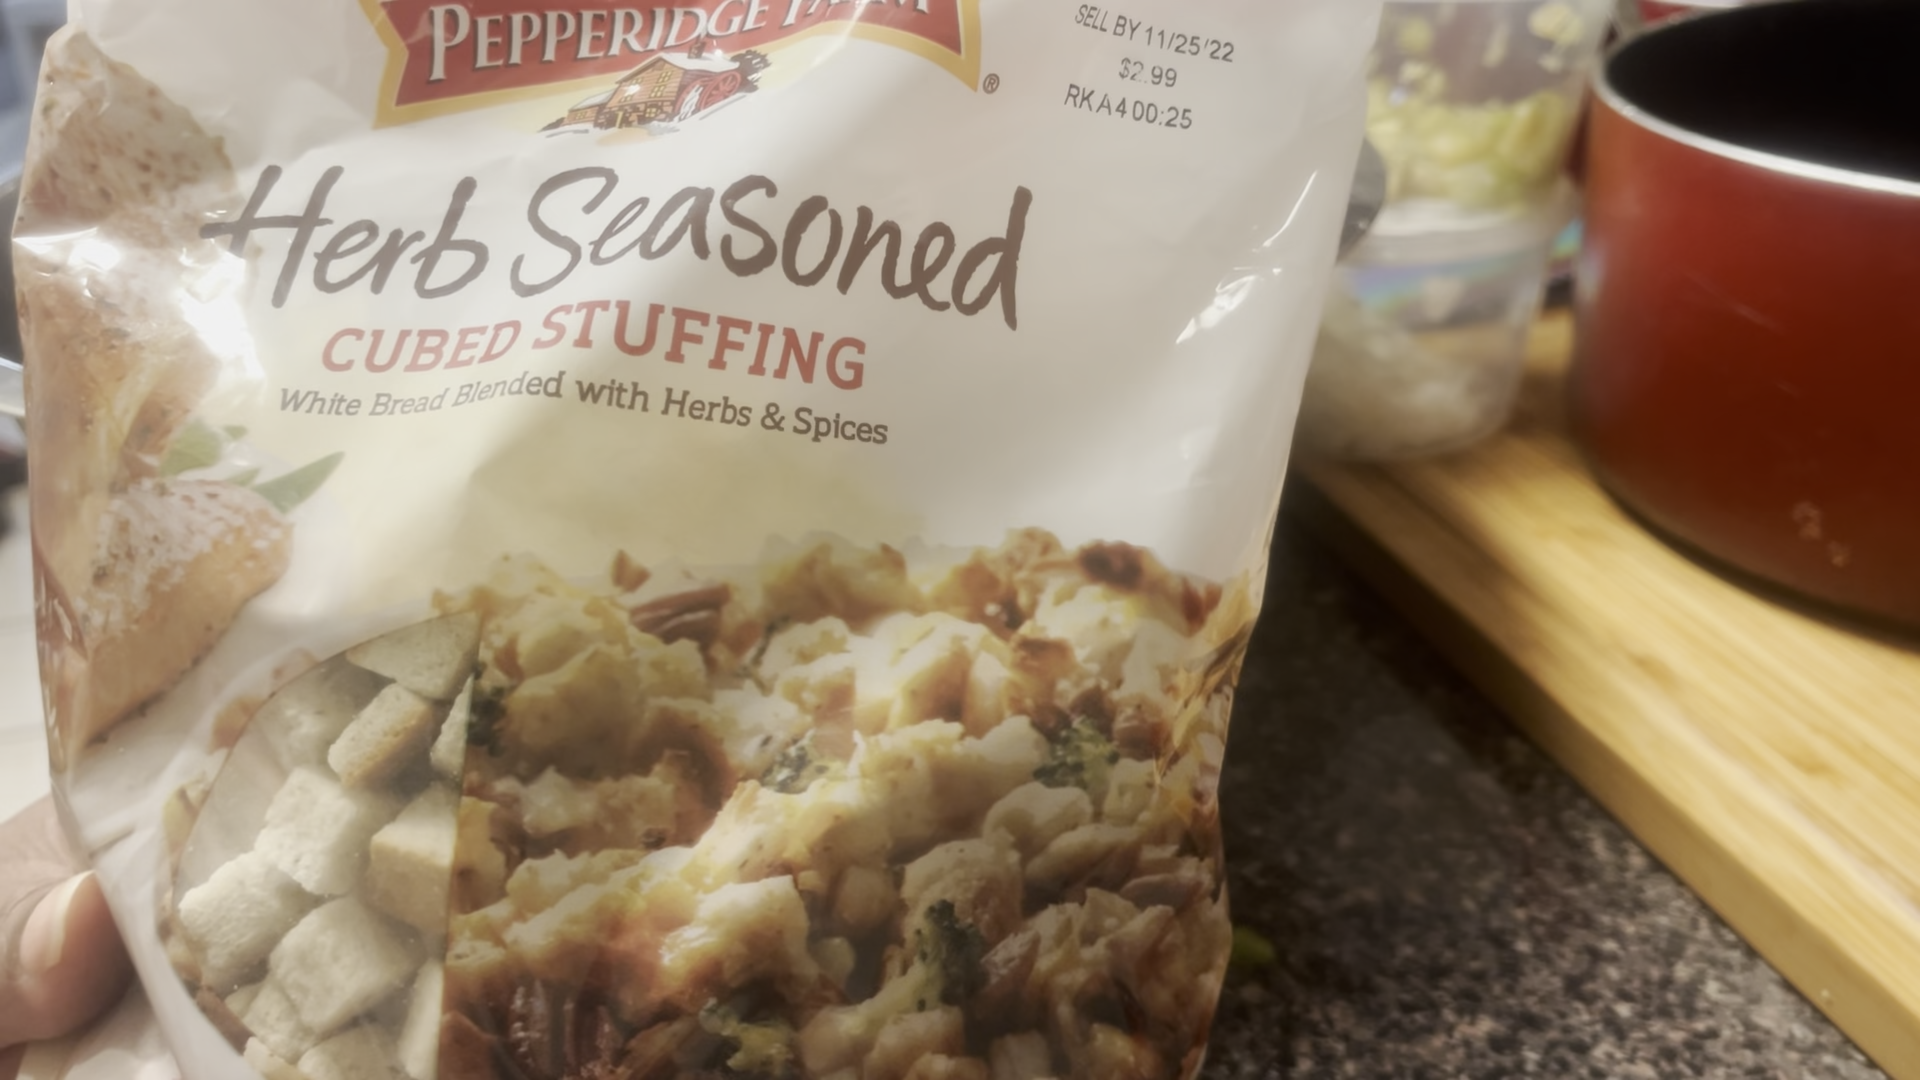 PEPPERIDGE FARM
®
SELL BY 11/25/22
$2.99
RKA4 00:25
Herb Seasoned
CUBED STUFFING
White Bread Blended with Herbs & Spices